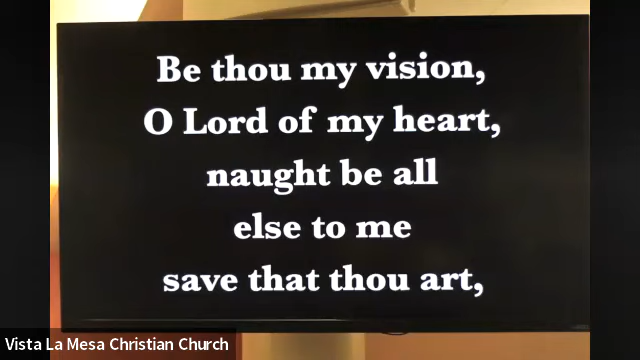 Be thou my vision,
O Lord of my heart,
naught be all
else to me
save that thou art,
Vista La Mesa Christian Church